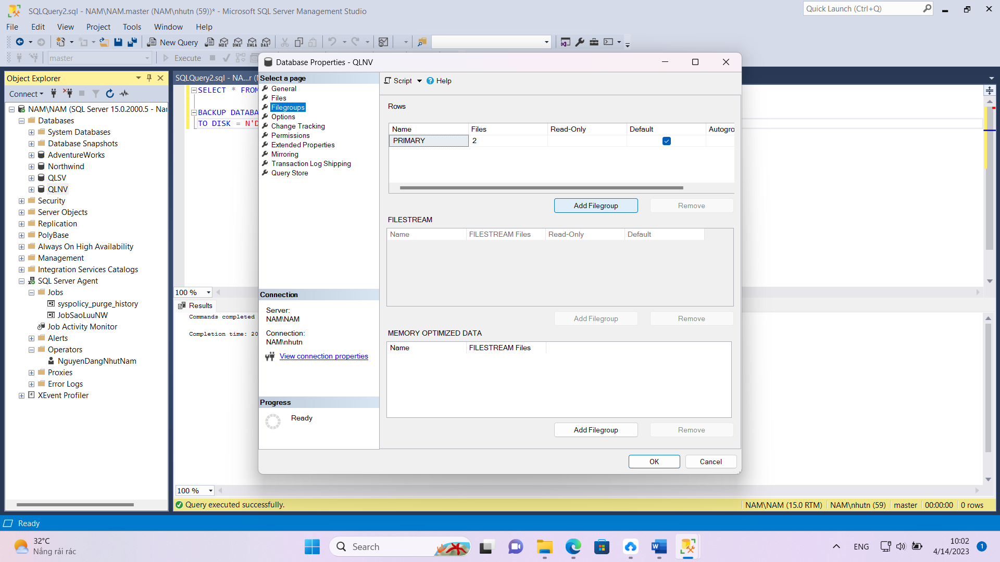 SQLQuery2.sql - NAM\NAM.master (NAM\nhutn (59))* - Microsoft SQL Server Management Studio
Quick Launch (Ctrl+Q)
File Edit View Project Tools Window Help
New Query
MDX DMX XMLA DAX
master
Execute
Object Explorer
Connect
NAM\NAM (SQL Server 15.0.2000.5 - Nar
Databases
System Databases
Database Snapshots
AdventureWorks
Northwind
QLSV
QLNV
Security
Server Objects
Replication
PolyBase
Always On High Availability
Management
Integration Services Catalogs
SQL Server Agent
Jobs
syspolicy_purge_history
JobSaoLuuNW
Job Activity Monitor
Alerts
Operators
NguyenDangNhutNam
Proxies
Error Logs
XEvent Profiler
SQLQuery2.sql - NA...r (
SELECT * FROM
BACKUP DATABA
TO DISK = N'D
100 %
Results
Commands completed
Completion time: 20
100 %
Database Properties - QLNV
Select a page
General
Files
Filegroups
Options
Change Tracking
Permissions
Extended Properties
Mirroring
Transaction Log Shipping
Query Store
Connection
Server:
NAM\NAM
Connection:
NAM\nhutn
View connection properties
Progress
Ready
Script Help
Rows
Name Files Read-Only Default Autogro
PRIMARY 2
Add Filegroup Remove
FILESTREAM
Name FILESTREAM Files Read-Only Default
Add Filegroup Remove
MEMORY OPTIMIZED DATA
Name FILESTREAM Files
Add Filegroup Remove
OK Cancel
Query executed successfully.
NAM\NAM (15.0 RTM) NAM\nhutn (59) master 00:00:00 0 rows
Ready
32°C
Nắng rải rác
Search
ENG
10:02
4/14/2023
1